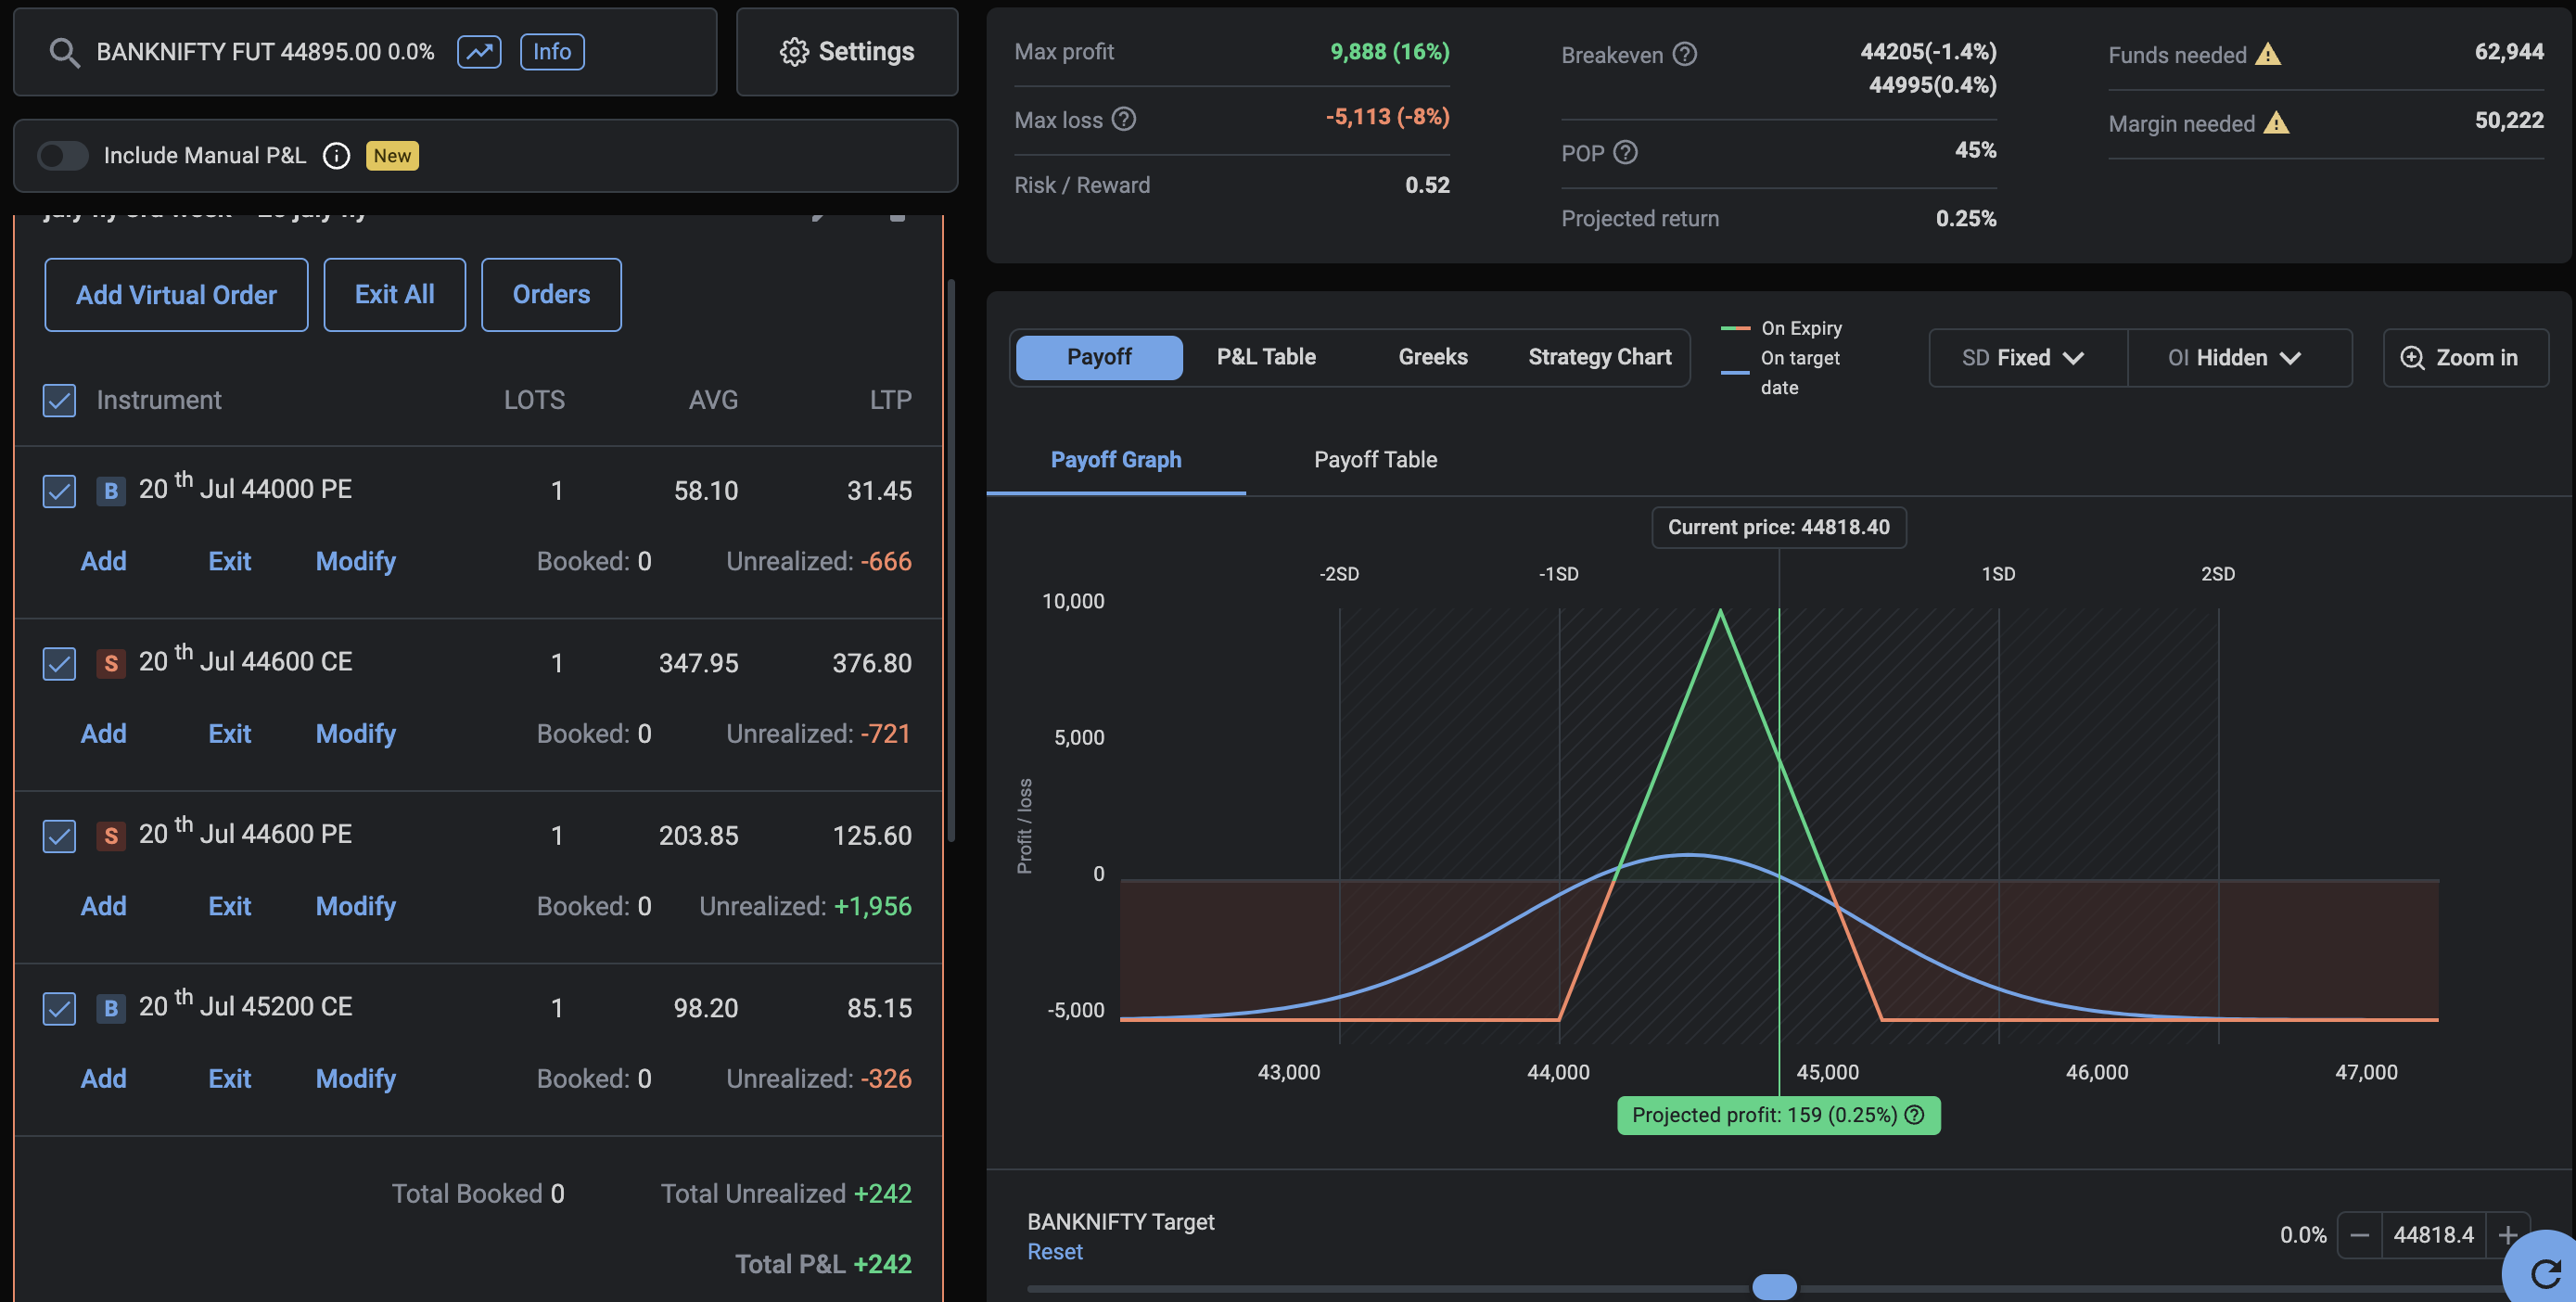 BANKNIFTY FUT 44895.00 0.0% Info
Settings
Include Manual P&L New
Add Virtual Order Exit All Orders
Instrument LOTS AVG LTP
B 20 th Jul 44000 PE 1 58.10 31.45
Add Exit Modify Booked: 0 Unrealized: -666
S 20 th Jul 44600 CE 1 347.95 376.80
Add Exit Modify Booked: 0 Unrealized: -721
S 20 th Jul 44600 PE 1 203.85 125.60
Add Exit Modify Booked: 0 Unrealized: +1,956
B 20 th Jul 45200 CE 1 98.20 85.15
Add Exit Modify Booked: 0 Unrealized: -326
Total Booked 0 Total Unrealized +242
Total P&L +242
Max profit 9,888 (16%)
Max loss -5,113 (-8%)
Risk / Reward 0.52
Breakeven 44205(-1.4%)
44995(0.4%)
POP 45%
Projected return 0.25%
Funds needed 62,944
Margin needed 50,222
Payoff P&L Table Greeks Strategy Chart
On Expiry
On target
date
SD Fixed OI Hidden Zoom in
Payoff Graph Payoff Table
Current price: 44818.40
-2SD -1SD 1SD 2SD
10,000
5,000
0
-5,000
Profit / loss
43,000 44,000 45,000 46,000 47,000
Projected profit: 159 (0.25%)
BANKNIFTY Target
Reset
0.0% − 44818.4 +